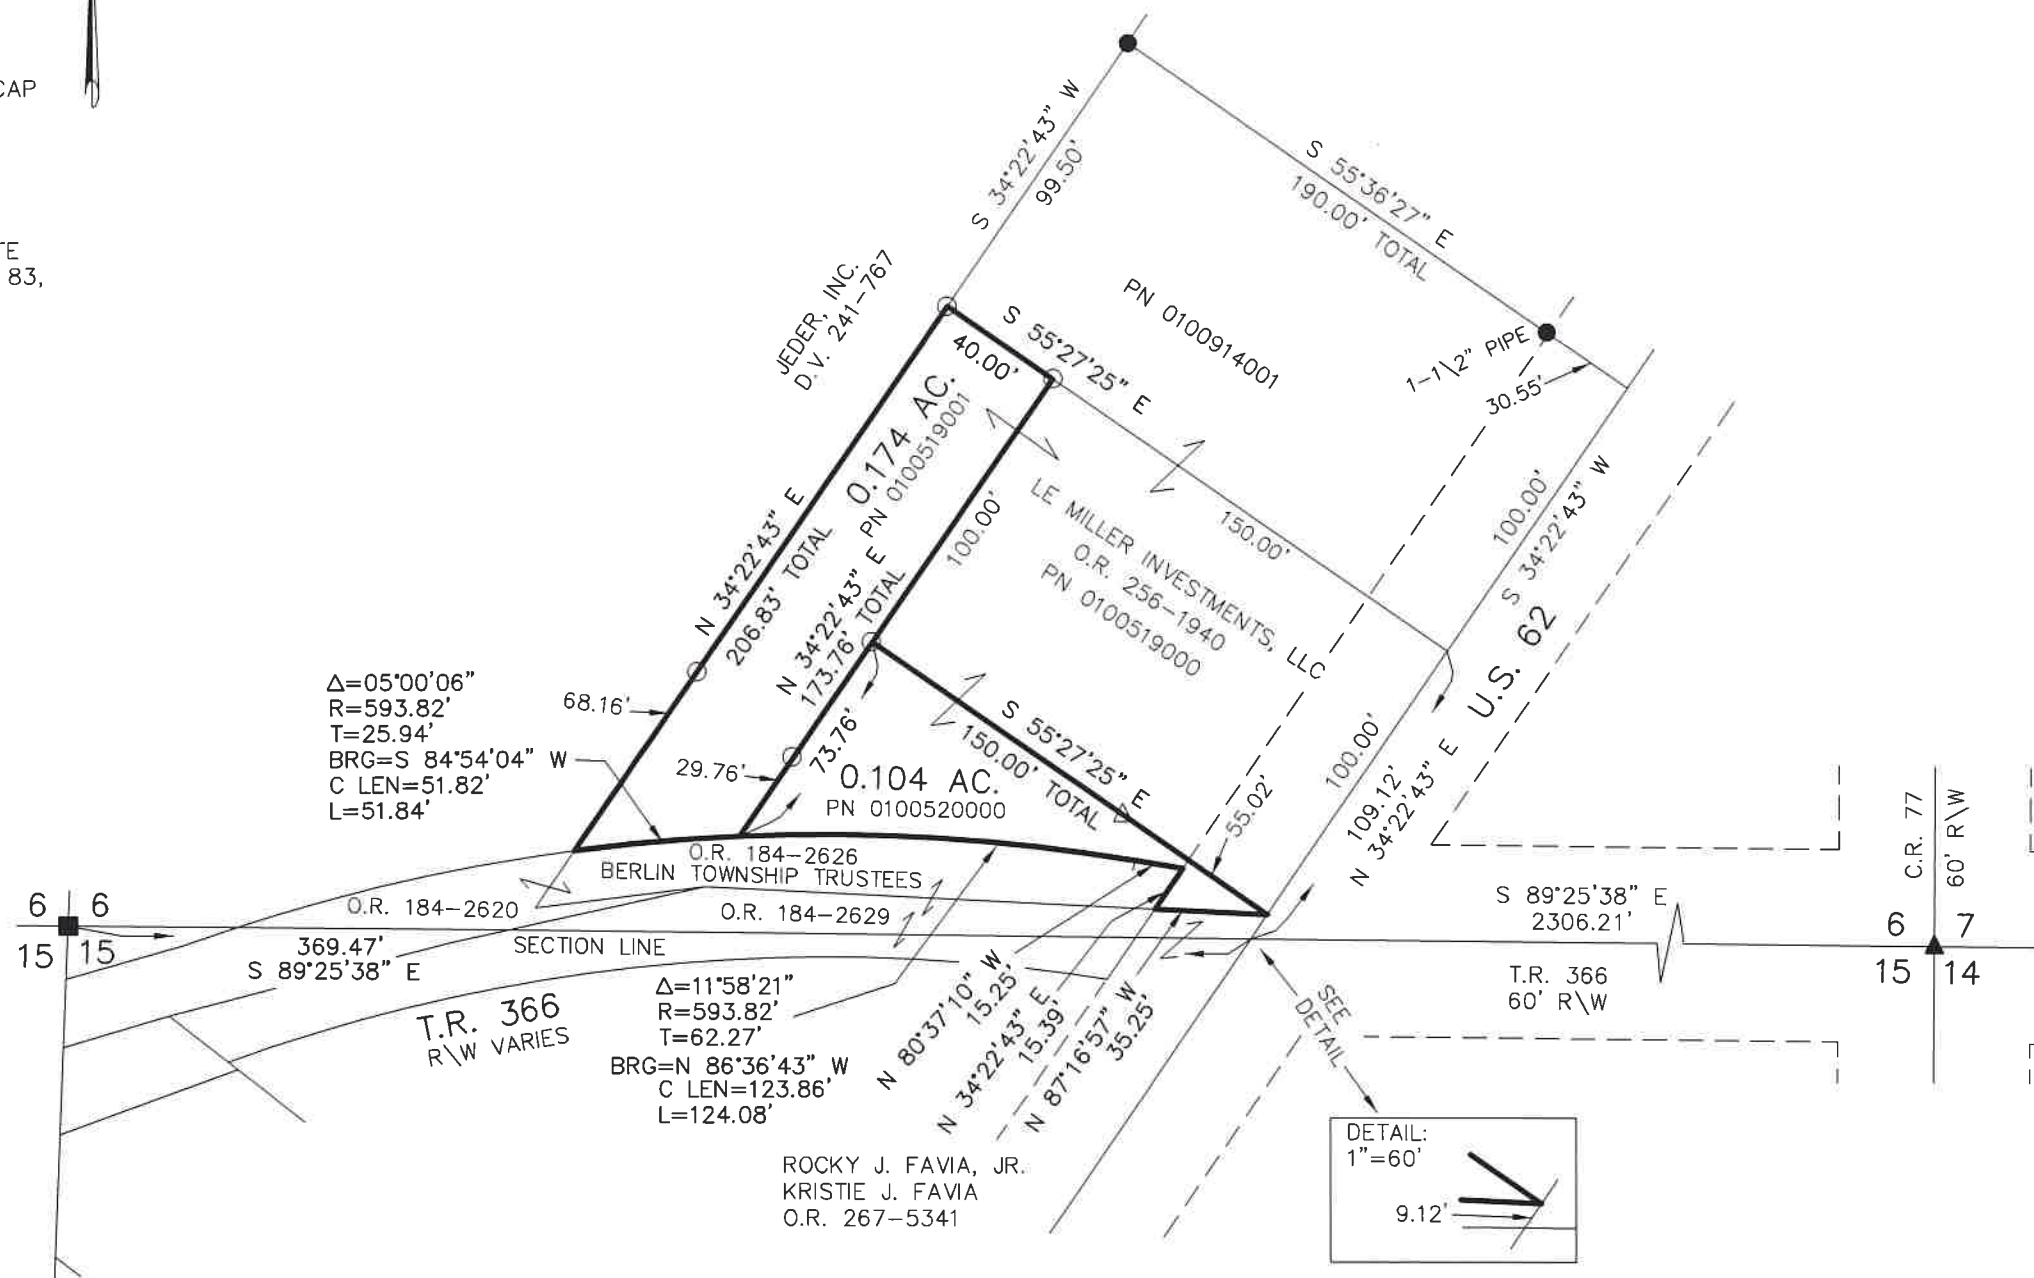 CAP
TE
83,
S 34°22'43" W
99.50'
S 55°36'27" E
190.00' TOTAL
JEDER, INC.
D.V. 241-767
PN 0100914001
1-1\2" PIPE
30.55'
S 55°27'25" E
40.00'
0.174 AC.
PN 0100519001
N 34°22'43" E
206.83' TOTAL
N 34°22'43" E
173.76' TOTAL
100.00'
LE MILLER INVESTMENTS, LLC
O.R. 256-1940
PN 0100519000
150.00'
100.00'
S 34°22'43" W
U.S. 62
Δ=05°00'06"
R=593.82'
T=25.94'
BRG=S 84°54'04" W
C LEN=51.82'
L=51.84'
68.16'
29.76'
73.76'
0.104 AC.
PN 0100520000
S 55°27'25" E
150.00' TOTAL
55.02'
100.00'
109.12'
N 34°22'43" E
C.R. 77
60' R\W
O.R. 184-2626
BERLIN TOWNSHIP TRUSTEES
O.R. 184-2620
O.R. 184-2629
6 6
15 15
369.47'
S 89°25'38" E
SECTION LINE
S 89°25'38" E
2306.21'
6 7
15 14
T.R. 366
60' R\W
T.R. 366
R\W VARIES
Δ=11°58'21"
R=593.82'
T=62.27'
BRG=N 86°36'43" W
C LEN=123.86'
L=124.08'
N 80°37'10" W
15.25'
N 34°22'43" E
15.39'
N 87°16'57" W
35.25'
SEE
DETAIL
ROCKY J. FAVIA, JR.
KRISTIE J. FAVIA
O.R. 267-5341
DETAIL:
1"=60'
9.12'